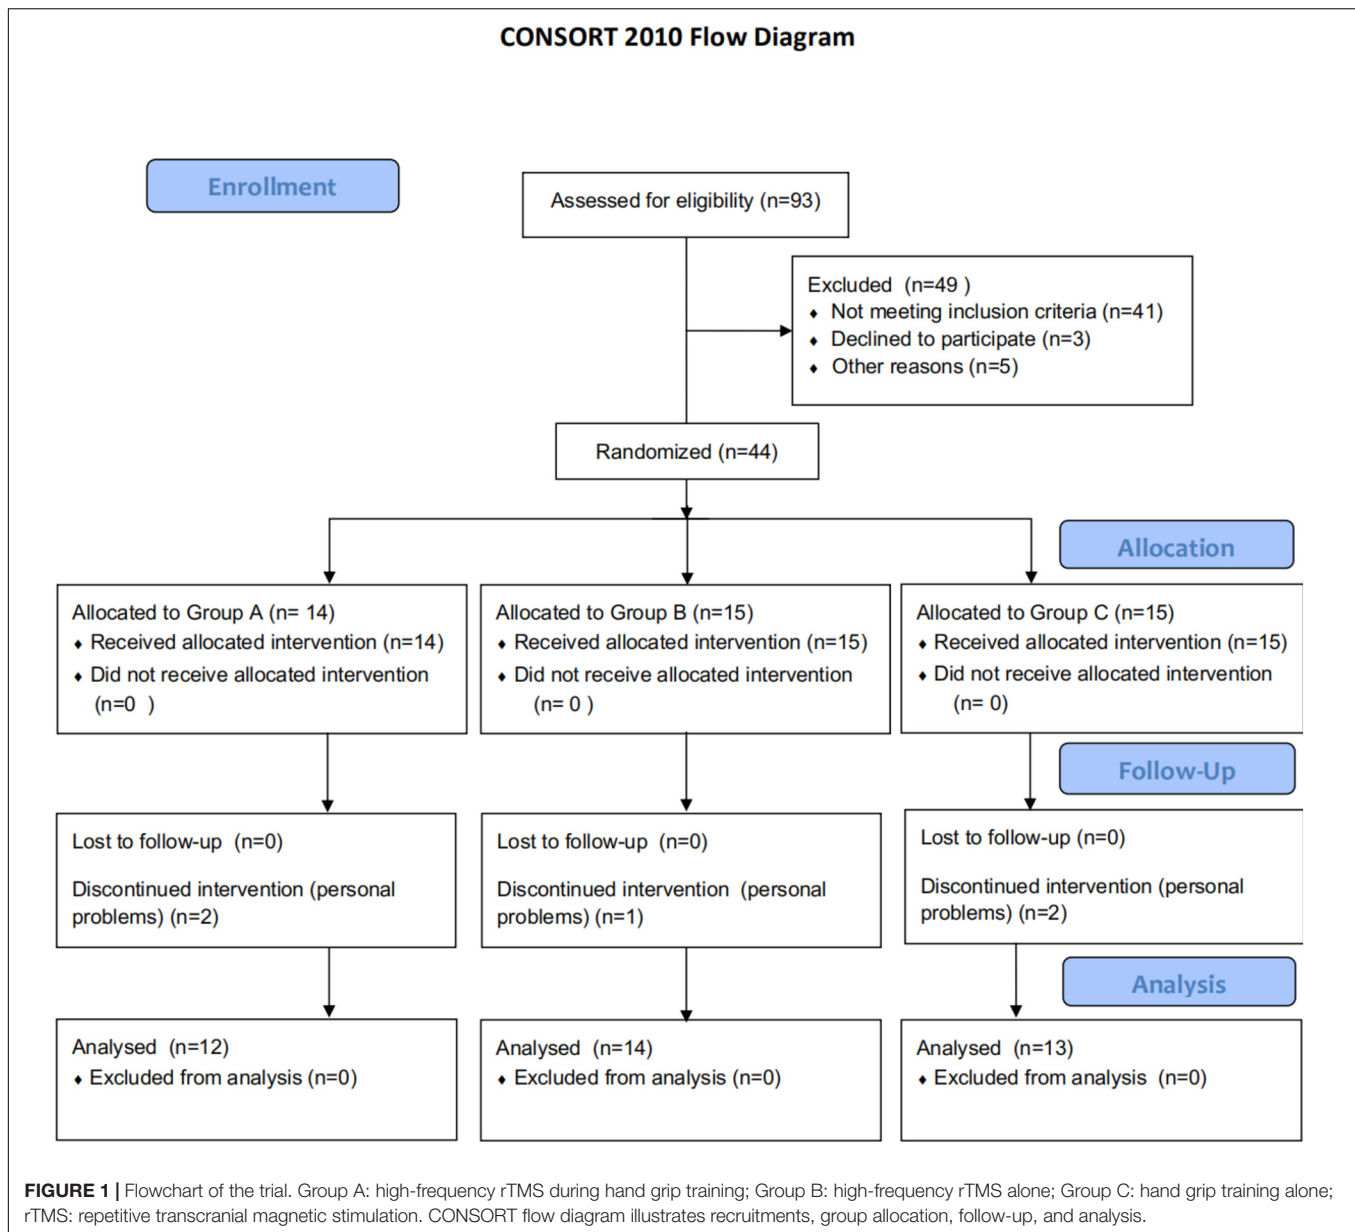 CONSORT 2010 Flow Diagram
Enrollment
Assessed for eligibility (n=93)
Excluded (n=49 )
♦ Not meeting inclusion criteria (n=41)
♦ Declined to participate (n=3)
♦ Other reasons (n=5)
Randomized (n=44)
Allocation
Allocated to Group A (n= 14)
♦ Received allocated intervention (n=14)
♦ Did not receive allocated intervention
(n=0 )
Allocated to Group B (n=15)
♦ Received allocated intervention (n=15)
♦ Did not receive allocated intervention
(n= 0 )
Allocated to Group C (n=15)
♦ Received allocated intervention (n=15)
♦ Did not receive allocated intervention
(n= 0)
Follow-Up
Lost to follow-up (n=0)
Discontinued intervention (personal
problems) (n=2)
Lost to follow-up (n=0)
Discontinued intervention (personal
problems) (n=1)
Lost to follow-up (n=0)
Discontinued intervention (personal
problems) (n=2)
Analysis
Analysed (n=12)
♦ Excluded from analysis (n=0)
Analysed (n=14)
♦ Excluded from analysis (n=0)
Analysed (n=13)
♦ Excluded from analysis (n=0)
FIGURE 1 | Flowchart of the trial. Group A: high-frequency rTMS during hand grip training; Group B: high-frequency rTMS alone; Group C: hand grip training alone;
rTMS: repetitive transcranial magnetic stimulation. CONSORT flow diagram illustrates recruitments, group allocation, follow-up, and analysis.